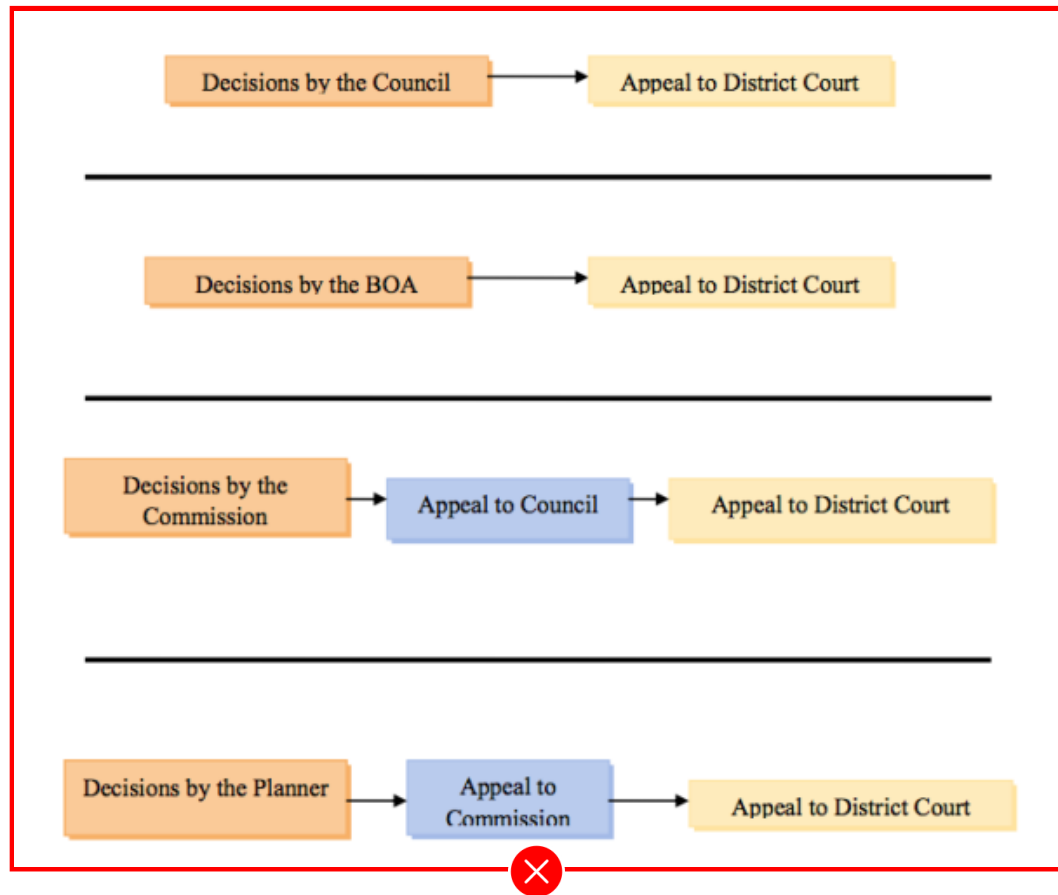 Decisions by the Council
Appeal to District Court
Decisions by the BOA
Appeal to District Court
Decisions by the
Commission
Appeal to Council
Appeal to District Court
Decisions by the Planner
Appeal to
Commission
Appeal to District Court